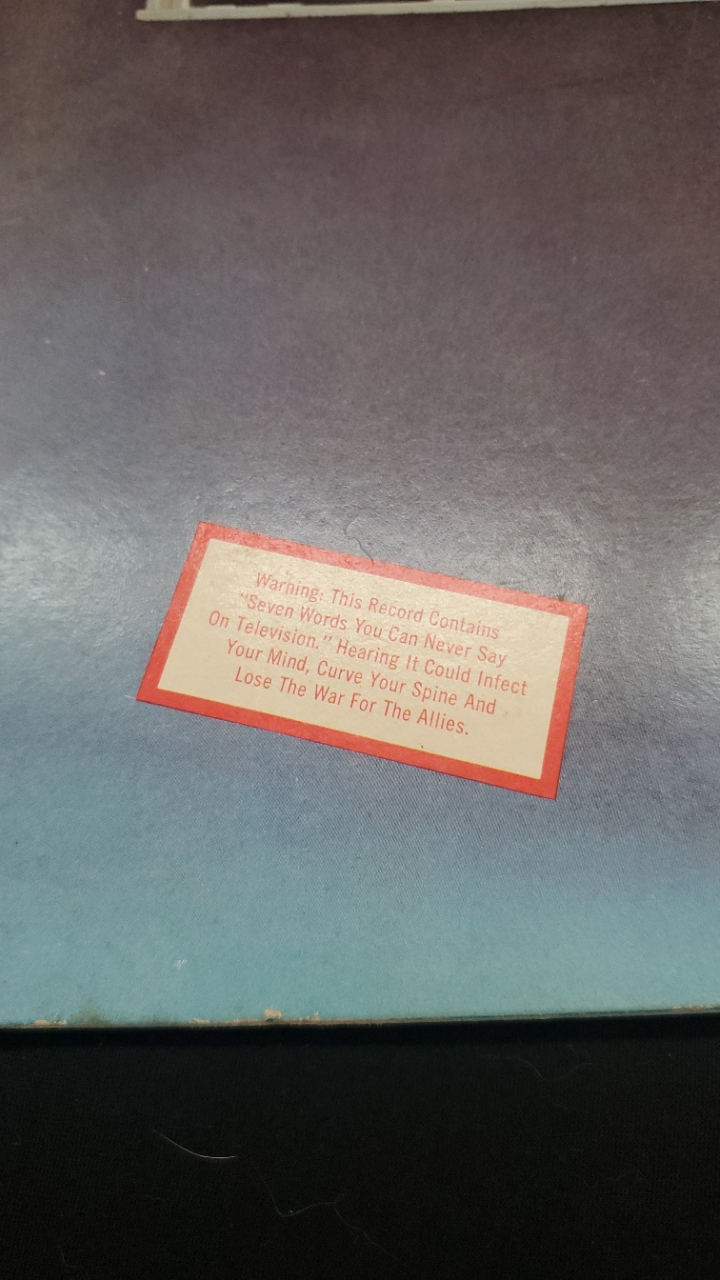 Warning: This Record Contains
"Seven Words You Can Never Say
On Television." Hearing It Could Infect
Your Mind, Curve Your Spine And
Lose The War For The Allies.